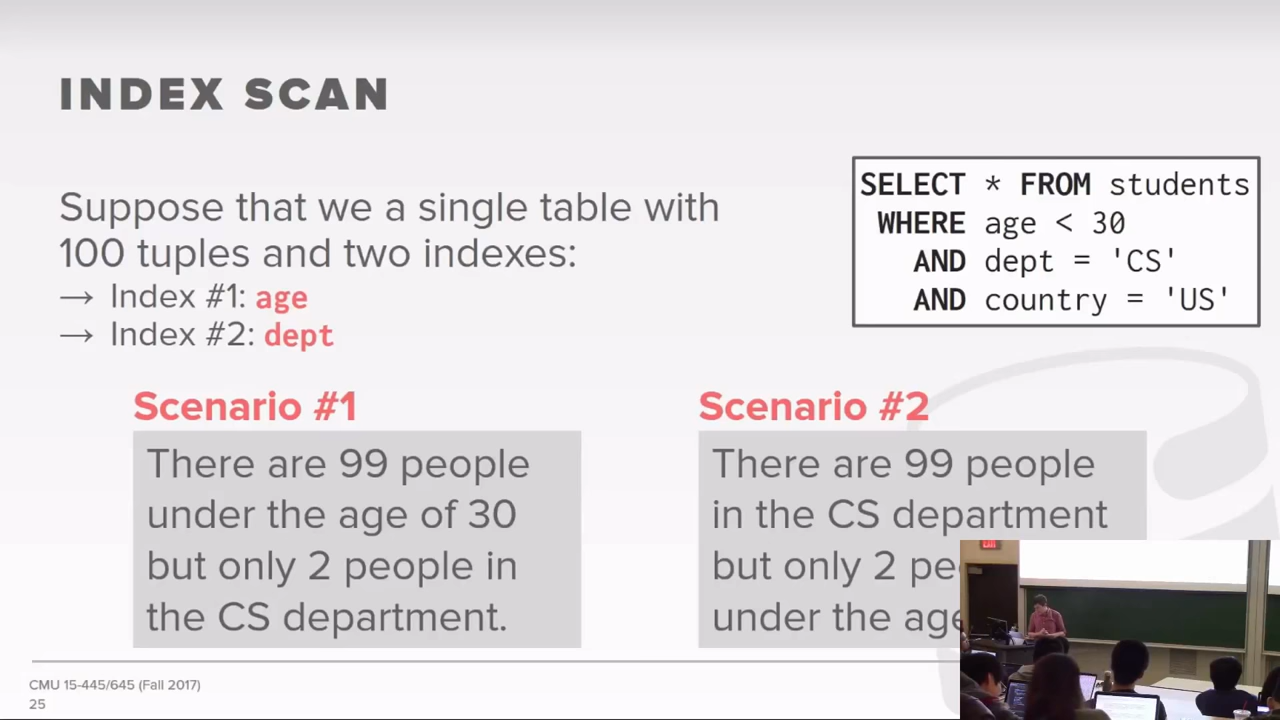 INDEX SCAN
Suppose that we a single table with
100 tuples and two indexes:
→ Index #1: age
→ Index #2: dept
SELECT * FROM students
WHERE age < 30
AND dept = 'CS'
AND country = 'US'
Scenario #1
There are 99 people
under the age of 30
but only 2 people in
the CS department.
Scenario #2
There are 99 people
in the CS department
but only 2
under the
CMU 15-445/645 (Fall 2017)
25